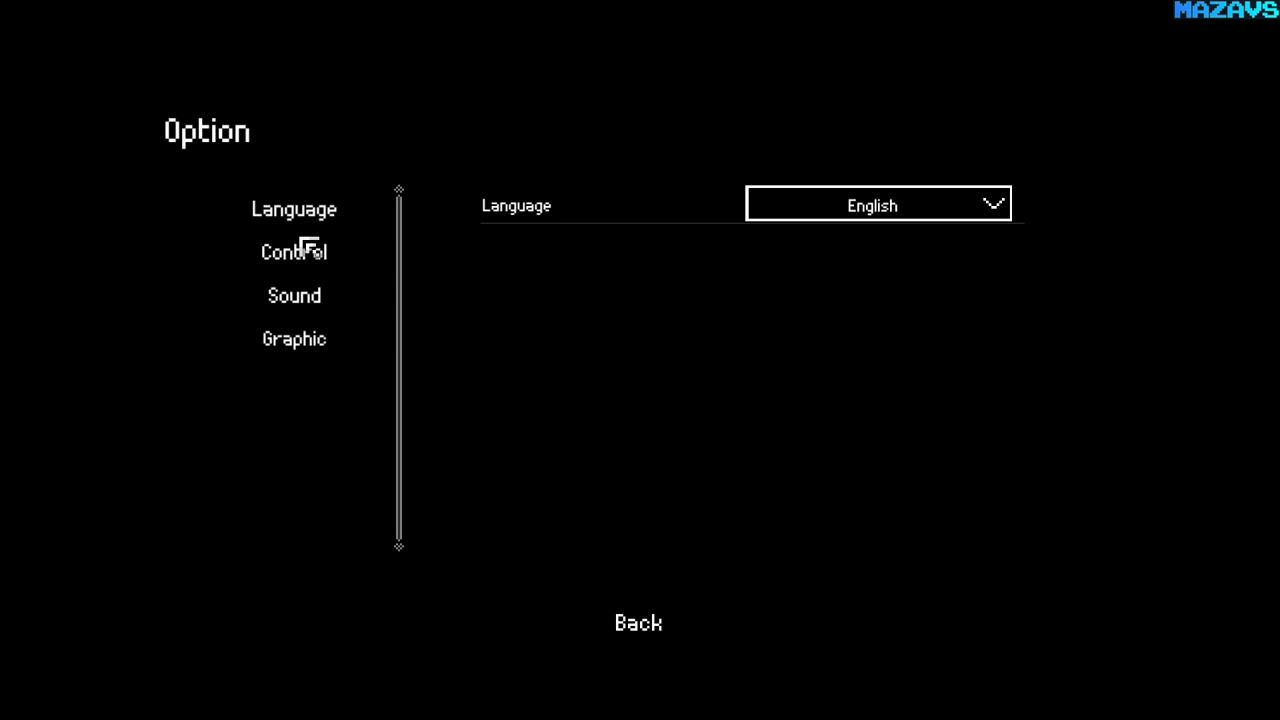 MAZAVS
Option
Language
Control
Sound
Graphic
Language
English
Back